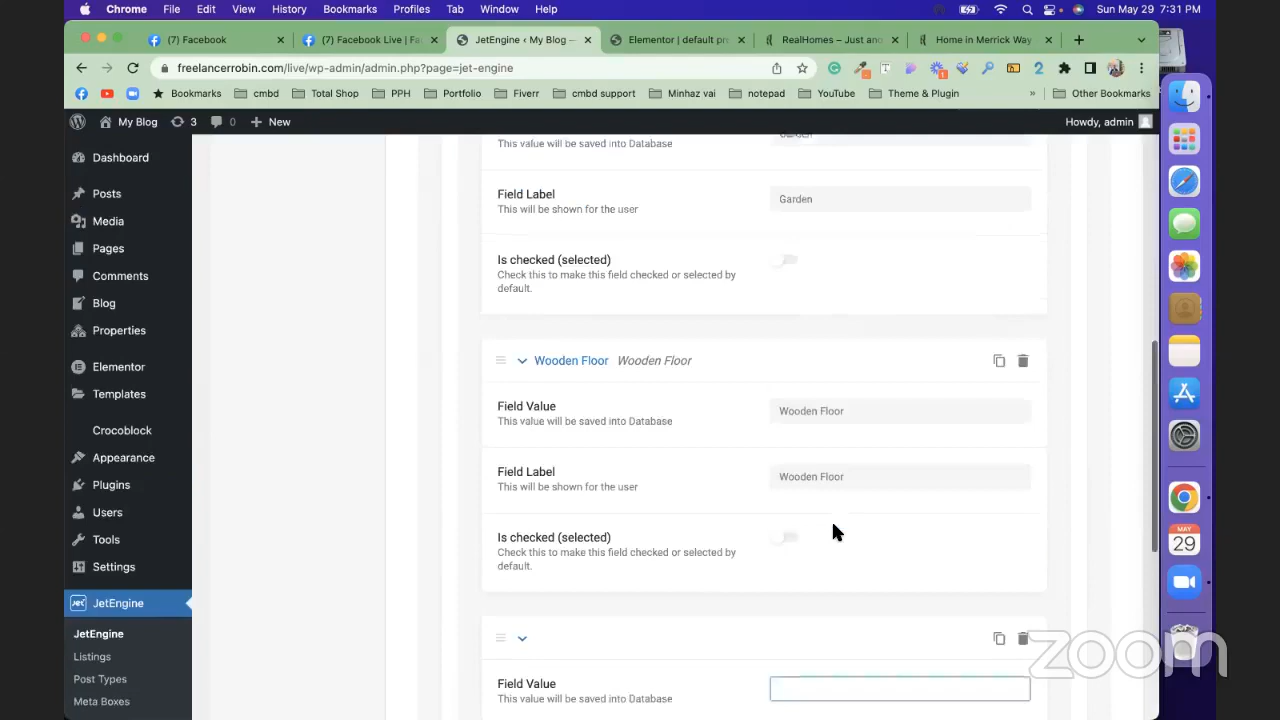 Chrome File Edit View History Bookmarks Profiles Tab Window Help Sun May 29 7:31 PM
(7) Facebook
(7) Facebook Live | Fa
JetEngine ‹ My Blog —
Elementor | default pr
RealHomes – Just ano
Home in Merrick Way
freelancerrobin.com/live/wp-admin/admin.php?page=jet-engine
Bookmarks cmbd Total Shop PPH Portfolio Fiverr cmbd support Minhaz vai notepad YouTube Theme & Plugin » Other Bookmarks
My Blog 3 0 New Howdy, admin
Dashboard
Posts
Media
Pages
Comments
Blog
Properties
Elementor
Templates
Crocoblock
Appearance
Plugins
Users
Tools
Settings
JetEngine
JetEngine
Listings
Post Types
Meta Boxes
This value will be saved into Database
Garden
Field Label
Garden
This will be shown for the user
Is checked (selected)
Check this to make this field checked or selected by
default.
Wooden Floor Wooden Floor
Field Value
Wooden Floor
This value will be saved into Database
Field Label
Wooden Floor
This will be shown for the user
Is checked (selected)
Check this to make this field checked or selected by
default.
Field Value
This value will be saved into Database
MAY
29
zoom